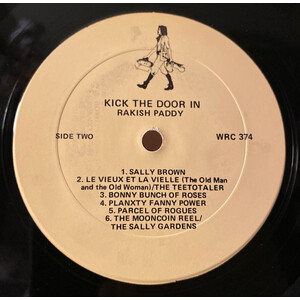 KICK THE DOOR IN
RAKISH PADDY
SIDE TWO
WRC 374
1. SALLY BROWN
2. LE VIEUX ET LA VIELLE (The Old Man
and the Old Woman)/THE TEETOTALER
3. BONNY BUNCH OF ROSES
4. PLANXTY FANNY POWER
5. PARCEL OF ROGUES
6. THE MOONCOIN REEL/
THE SALLY GARDENS